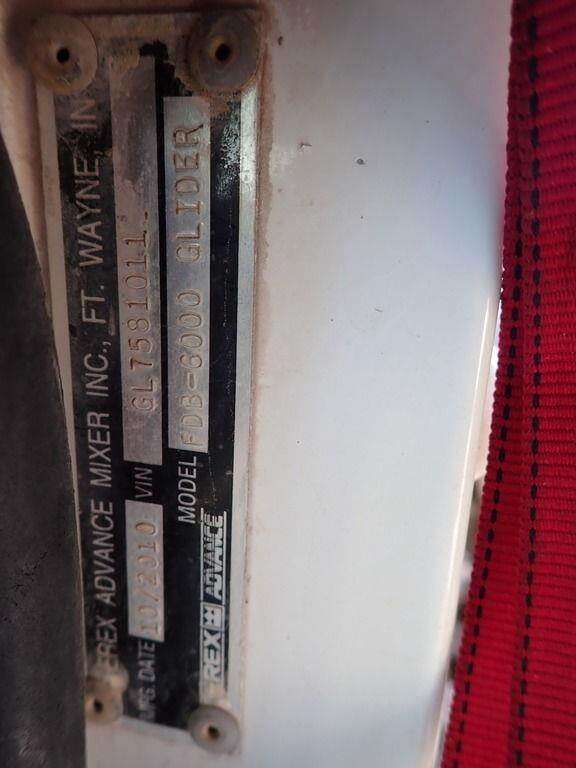 TEREX ADVANCE MIXER INC., FT. WAYNE, IN
MFG. DATE 10/2010 VIN GL7581011
MODEL FDB-6000 GLIDER
TEREX ADVANCE